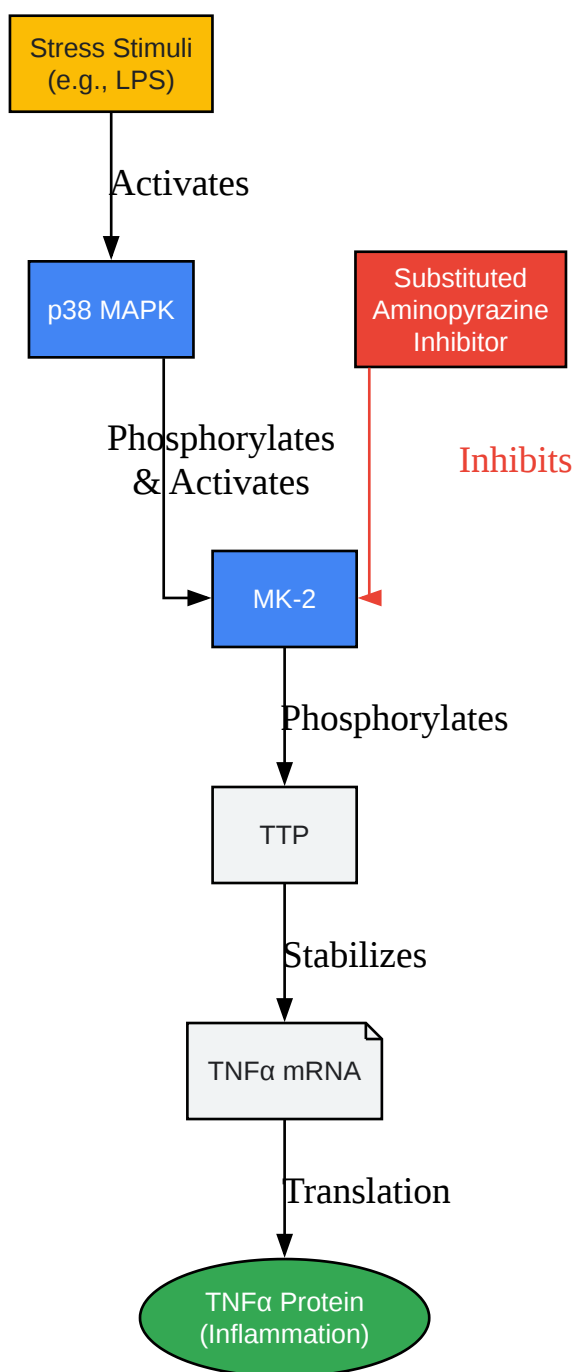 Stress Stimuli
(e.g., LPS)
Activates
p38 MAPK
Substituted
Aminopyrazine
Inhibitor
Phosphorylates
& Activates
Inhibits
MK-2
Phosphorylates
TTP
Stabilizes
TNFα mRNA
Translation
TNFα Protein
(Inflammation)